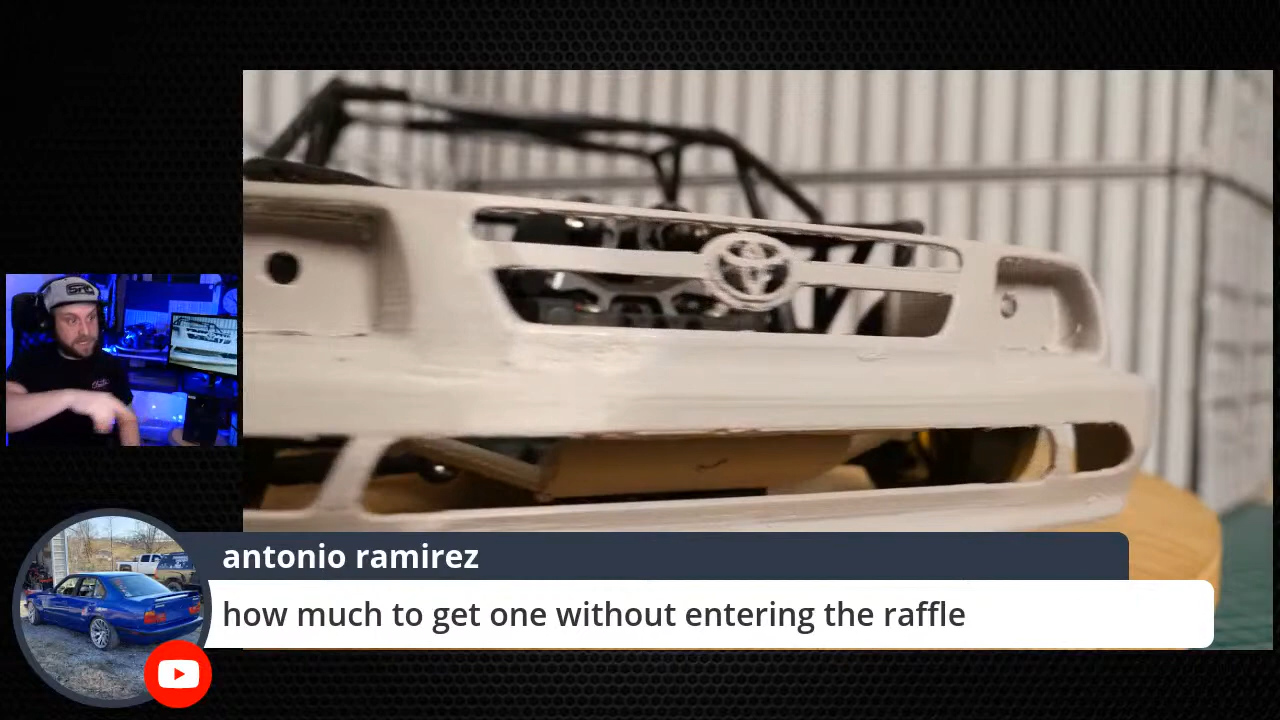 antonio ramirez
how much to get one without entering the raffle